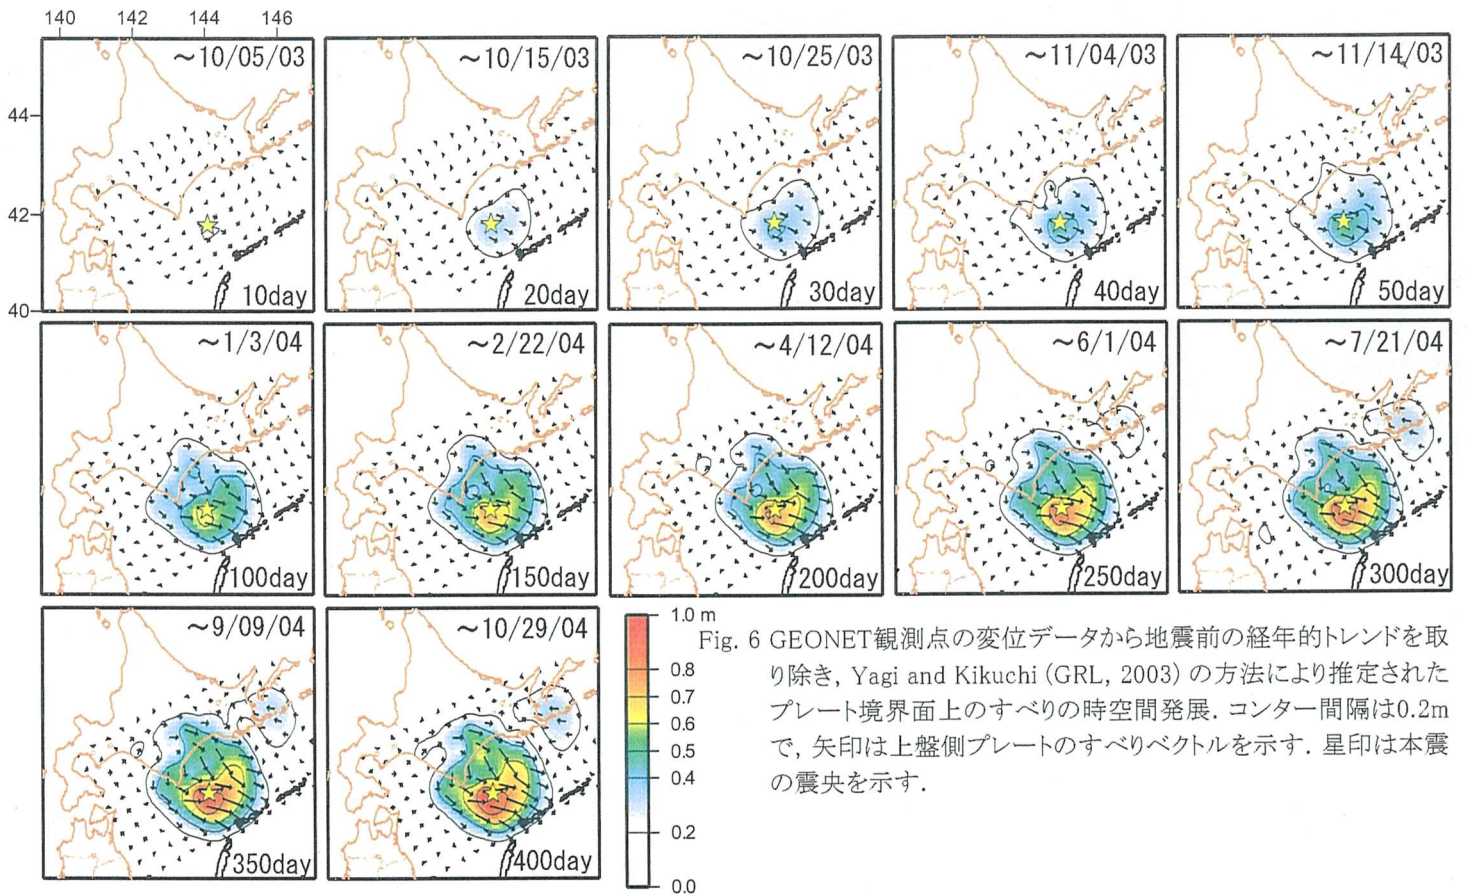 140 142 144 146
44
42
40
~10/05/03
10day
~10/15/03
20day
~10/25/03
30day
~11/04/03
40day
~11/14/03
50day
~1/3/04
100day
~2/22/04
150day
~4/12/04
200day
~6/1/04
250day
~7/21/04
300day
~9/09/04
350day
~10/29/04
400day
1.0 m
0.8
0.7
0.6
0.5
0.4
0.2
0.0
Fig. 6 GEONET観測点の変位データから地震前の経年的トレンドを取
り除き, Yagi and Kikuchi (GRL, 2003) の方法により推定された
プレート境界面上のすべりの時空間発展. コンター間隔は0.2m
で, 矢印は上盤側プレートのすべりベクトルを示す. 星印は本震
の震央を示す.